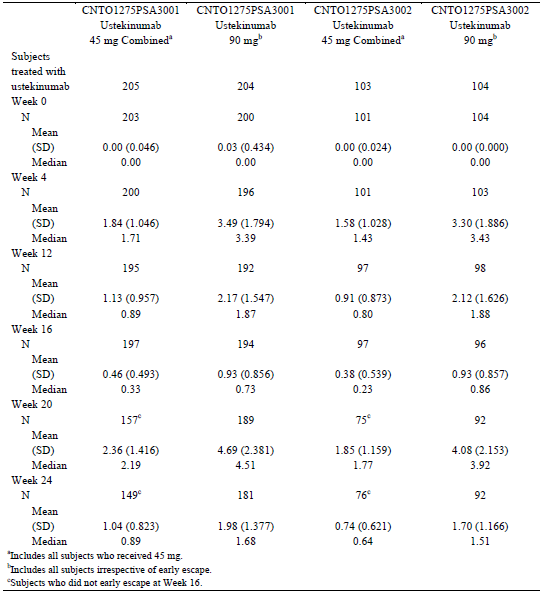 CNTO1275PSA3001 CNTO1275PSA3001 CNTO1275PSA3002 CNTO1275PSA3002
Ustekinumab Ustekinumab Ustekinumab Ustekinumab
45 mg Combinedᵃ 90 mgᵇ 45 mg Combinedᵃ 90 mgᵇ
Subjects
treated with
ustekinumab 205 204 103 104
Week 0
N 203 200 101 104
Mean
(SD) 0.00 (0.046) 0.03 (0.434) 0.00 (0.024) 0.00 (0.000)
Median 0.00 0.00 0.00 0.00
Week 4
N 200 196 101 103
Mean
(SD) 1.84 (1.046) 3.49 (1.794) 1.58 (1.028) 3.30 (1.886)
Median 1.71 3.39 1.43 3.43
Week 12
N 195 192 97 98
Mean
(SD) 1.13 (0.957) 2.17 (1.547) 0.91 (0.873) 2.12 (1.626)
Median 0.89 1.87 0.80 1.88
Week 16
N 197 194 97 96
Mean
(SD) 0.46 (0.493) 0.93 (0.856) 0.38 (0.539) 0.93 (0.857)
Median 0.33 0.73 0.23 0.86
Week 20
N 157ᶜ 189 75ᶜ 92
Mean
(SD) 2.36 (1.416) 4.69 (2.381) 1.85 (1.159) 4.08 (2.153)
Median 2.19 4.51 1.77 3.92
Week 24
N 149ᶜ 181 76ᶜ 92
Mean
(SD) 1.04 (0.823) 1.98 (1.377) 0.74 (0.621) 1.70 (1.166)
Median 0.89 1.68 0.64 1.51
ᵃIncludes all subjects who received 45 mg.
ᵇIncludes all subjects irrespective of early escape.
ᶜSubjects who did not early escape at Week 16.